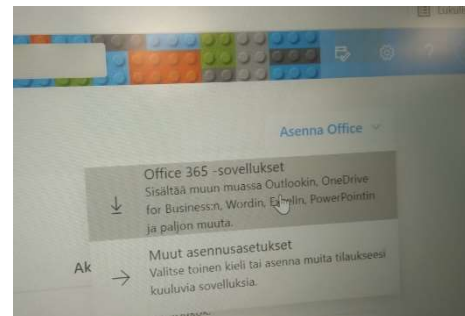 Asenna Office
Office 365 -sovellukset
Sisältää muun muassa Outlookin, OneDrive
for Business:n, Wordin, Excelin, PowerPointin
ja paljon muuta.
Muut asennusasetukset
Ak
Valitse toinen kieli tai asenna muita tilaukseesi
kuuluvia sovelluksia.